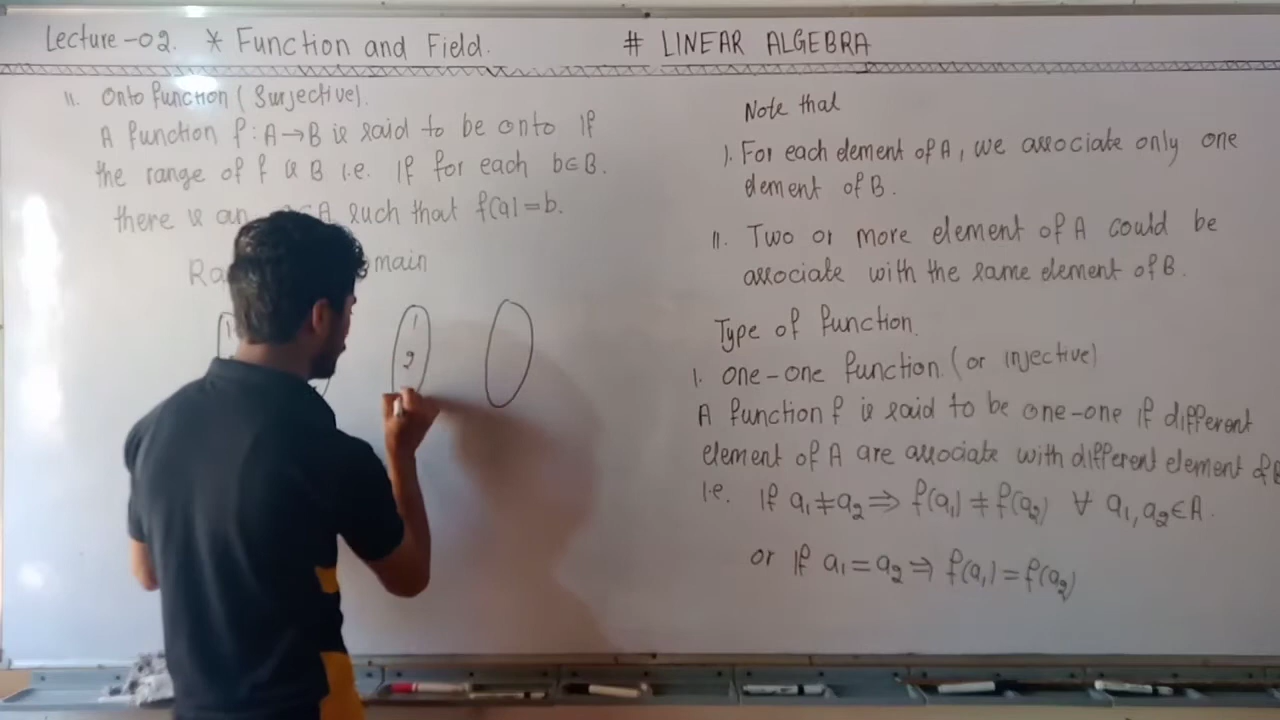 Lecture-02. * Function and Field. # LINEAR ALGEBRA
II. Onto function (Surjective).
A function f: A→B is said to be onto if
the range of f is B i.e. if for each b∈B.
there is an A such that f(a)=b.
main
1
2
Note that
). For each element of A, we associate only one
element of B.
II. Two or more element of A could be
associate with the same element of B.
Type of function.
1. one-one function (or injective)
A function f is said to be one-one if different
element of A are associate with different element of B
i.e. If a₁≠a₂ ⇒ f(a₁) ≠ f(a₂) ∀ a₁, a₂∈A.
or If a₁=a₂ ⇒ f(a₁)=f(a₂)